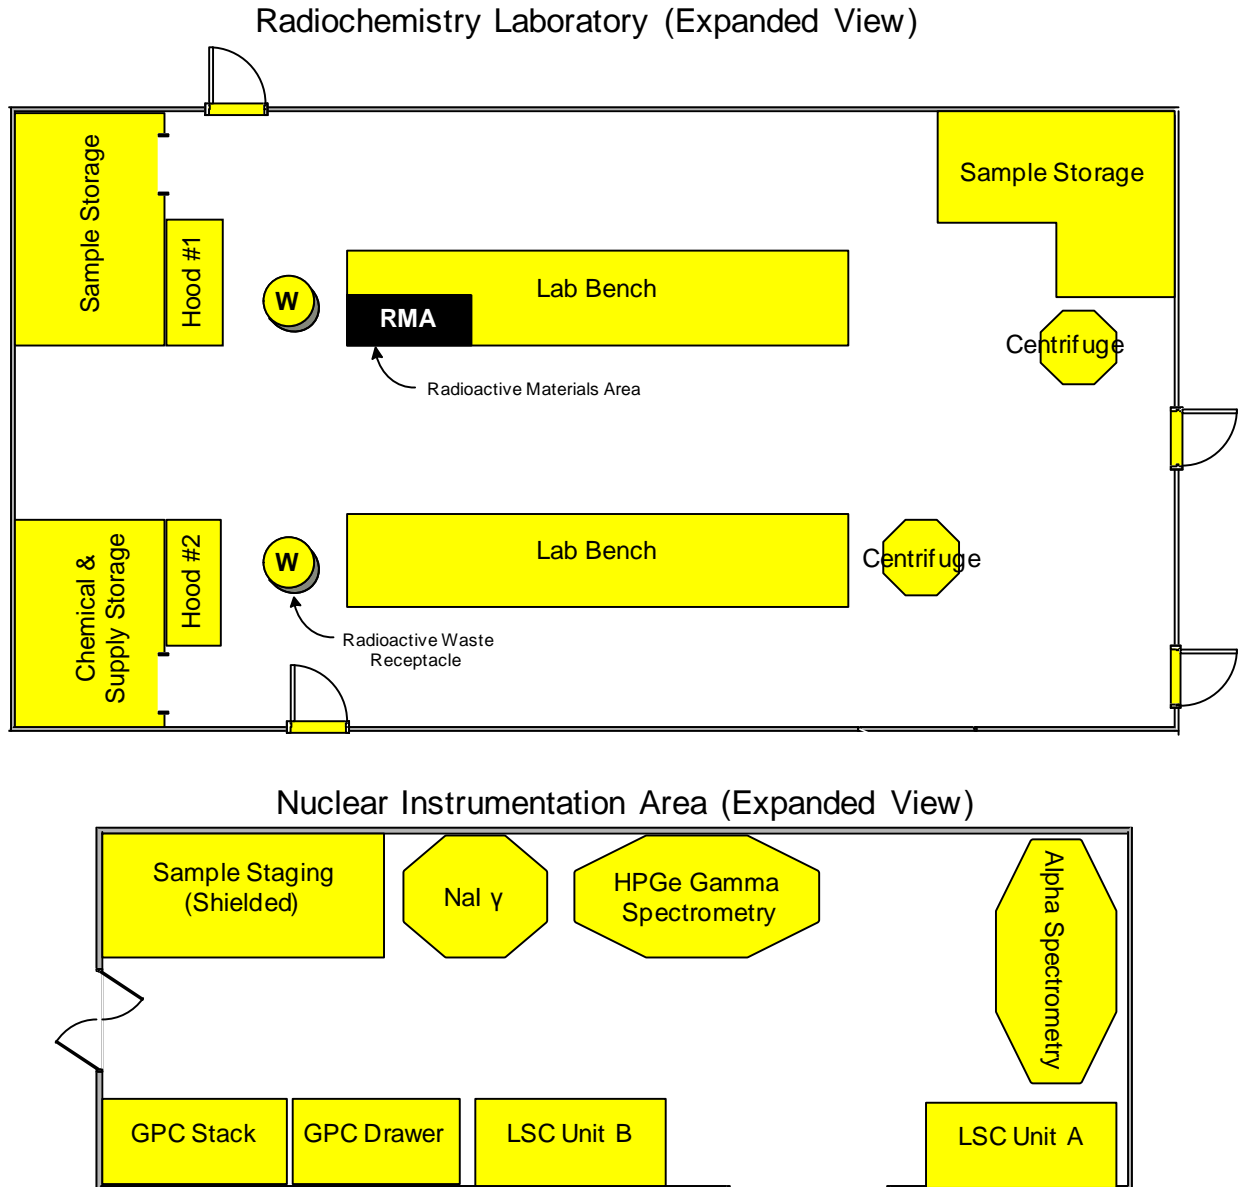 Radiochemistry Laboratory (Expanded View)
Sample Storage
Sample Storage
Hood #1
W
Lab Bench
RMA
Centrifuge
Radioactive Materials Area
Chemical &
Supply Storage
Hood #2
W
Lab Bench
Centrifuge
Radioactive Waste
Receptacle
Nuclear Instrumentation Area (Expanded View)
Sample Staging
(Shielded)
NaI γ
HPGe Gamma
Spectrometry
Alpha Spectrometry
GPC Stack
GPC Drawer
LSC Unit B
LSC Unit A